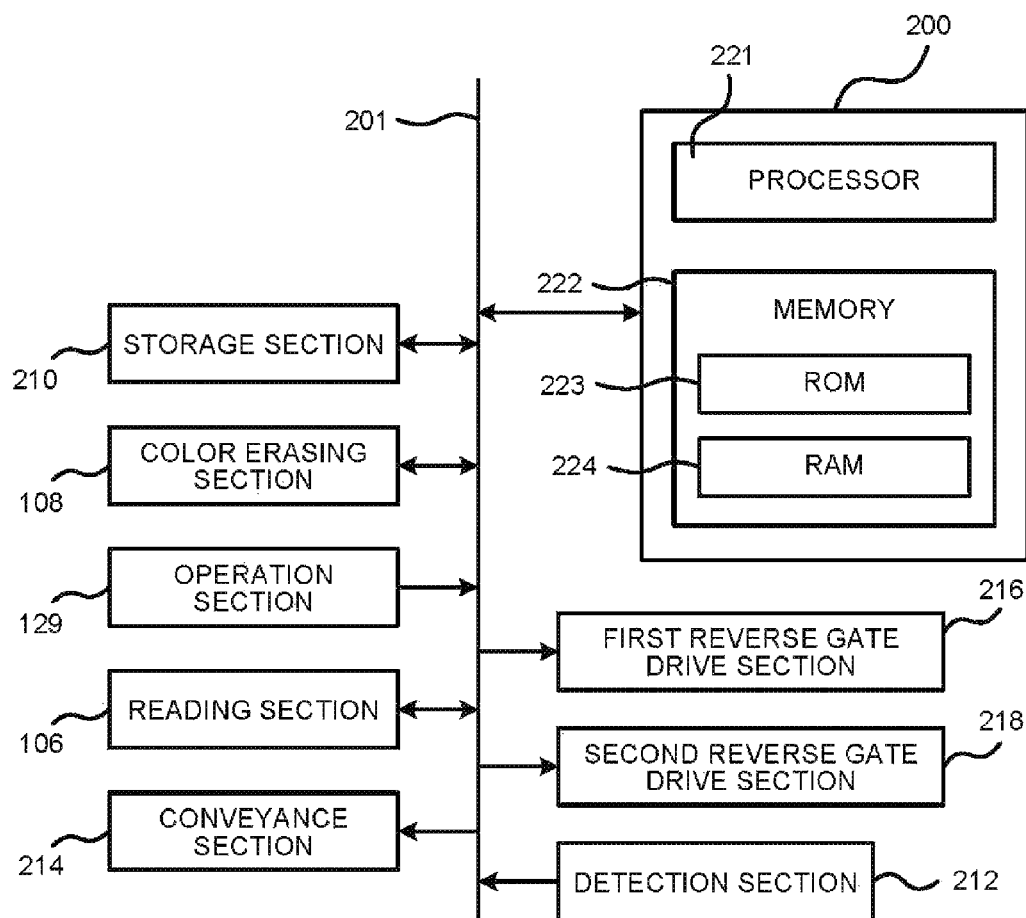 200
221
201
PROCESSOR
222
MEMORY
STORAGE SECTION
210
223
ROM
COLOR ERASING
SECTION
108
224
RAM
OPERATION
SECTION
129
216
FIRST REVERSE GATE
DRIVE SECTION
READING SECTION
106
218
SECOND REVERSE GATE
DRIVE SECTION
CONVEYANCE
SECTION
214
DETECTION SECTION
212